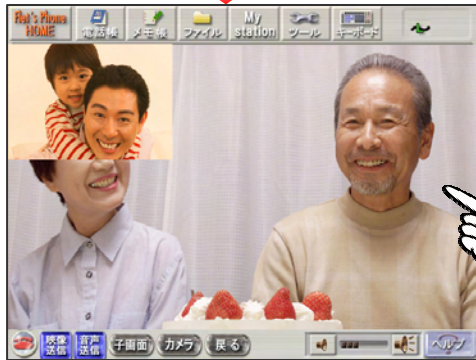 Flet's Phone
HOME
電話帳
メモ帳
ファイル
My
station
ツール
キーボード
映像
送信
音声
送信
子画面
カメラ
戻る
ヘルプ